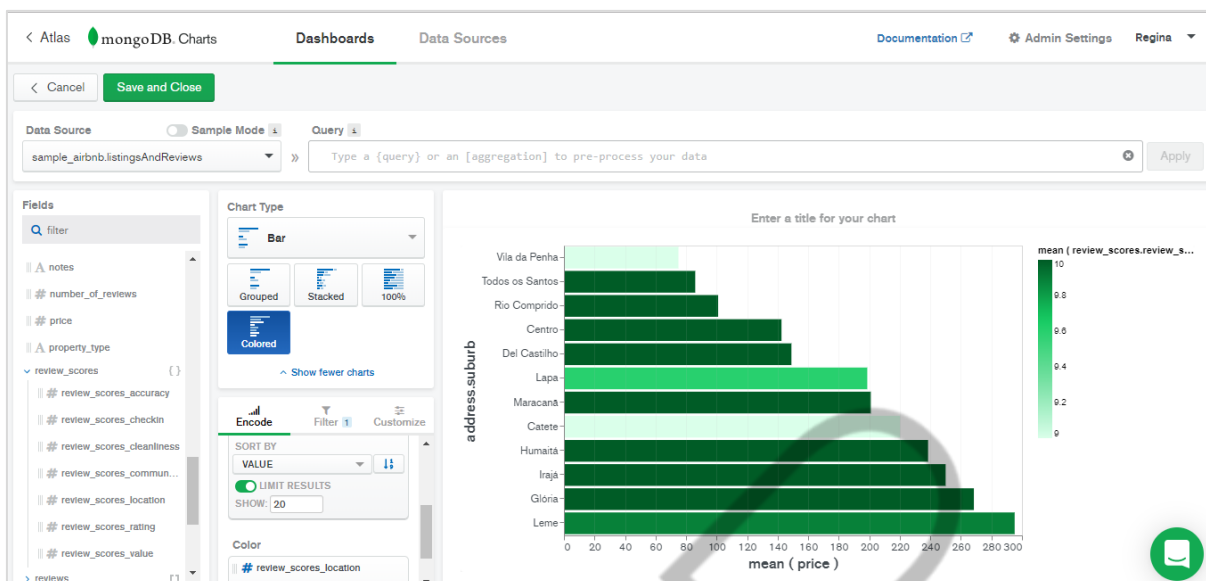 Atlas mongoDB. Charts Dashboards Data Sources Documentation Admin Settings Regina
Cancel Save and Close
Data Source Sample Mode i Query i
sample_airbnb.listingsAndReviews » Type a {query} or an [aggregation] to pre-process your data Apply
Fields
filter
A notes
# number_of_reviews
# price
A property_type
review_scores { }
# review_scores_accuracy
# review_scores_checkin
# review_scores_cleanliness
# review_scores_commun...
# review_scores_location
# review_scores_rating
# review_scores_value
reviews [ ]
Chart Type
Bar
Grouped Stacked 100%
Colored
Show fewer charts
Encode Filter 1 Customize
SORT BY
VALUE
LIMIT RESULTS
SHOW: 20
Color
# review_scores_location
Enter a title for your chart
address.suburb
Vila da Penha
Todos os Santos
Rio Comprido
Centro
Del Castilho
Lapa
Maracanã
Catete
Humaitá
Irajá
Glória
Leme
0 20 40 60 80 100 120 140 160 180 200 220 240 260 280 300
mean ( price )
mean ( review_scores.review_s...
10
9.8
9.6
9.4
9.2
9